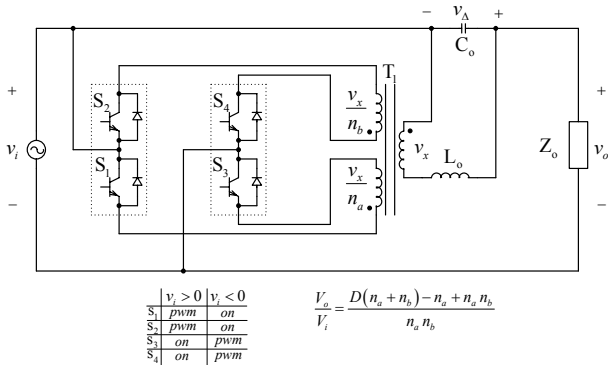 − v_Δ +
C_o
T_1
+ v_i −
S_2
S_1
S_4
S_3
v_x / n_b
v_x / n_a
v_x
L_o
Z_o
+ v_o −
v_i > 0 v_i < 0
S_1 pwm on
S_2 pwm on
S_3 on pwm
S_4 on pwm
V_o / V_i = (D(n_a + n_b) − n_a + n_a n_b) / (n_a n_b)